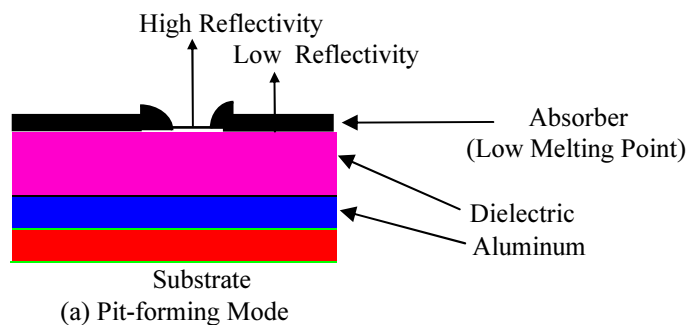 High Reflectivity
Low Reflectivity
Absorber
(Low Melting Point)
Dielectric
Aluminum
Substrate
(a) Pit-forming Mode